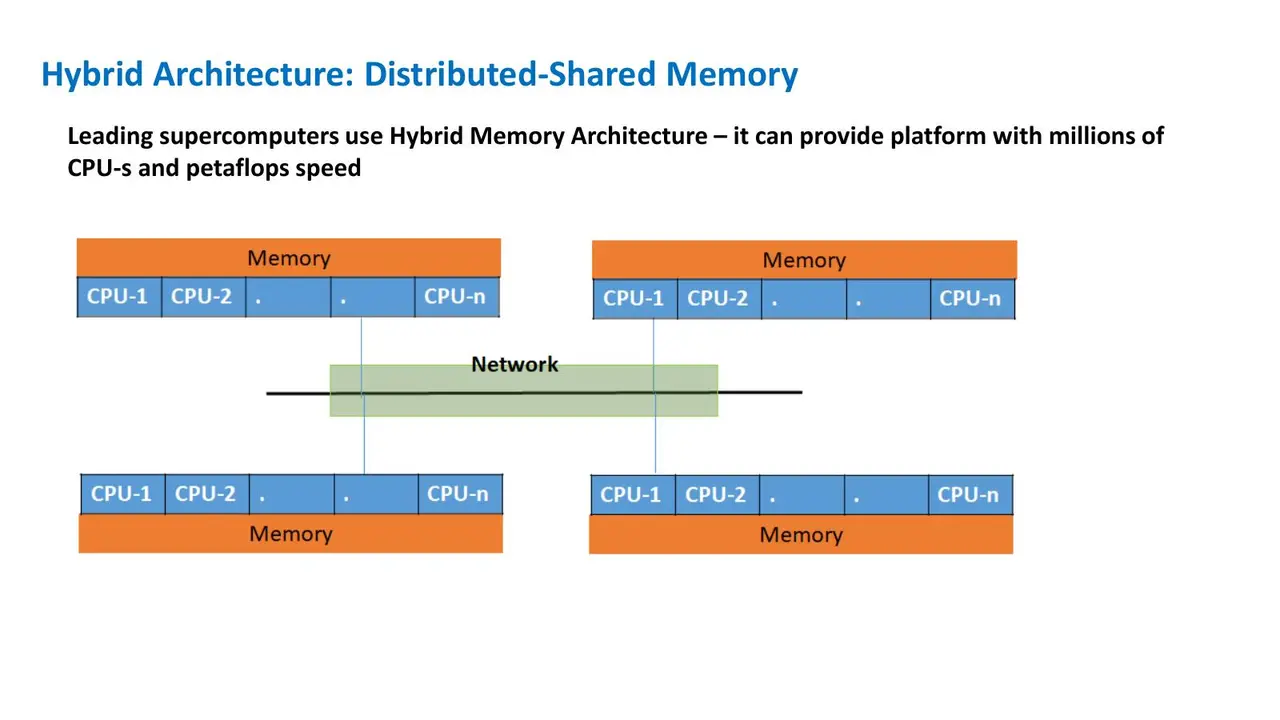 Hybrid Architecture: Distributed-Shared Memory
Leading supercomputers use Hybrid Memory Architecture – it can provide platform with millions of
CPU-s and petaflops speed
Memory
CPU-1 CPU-2 . . CPU-n
Memory
CPU-1 CPU-2 . . CPU-n
Network
CPU-1 CPU-2 . . CPU-n
Memory
CPU-1 CPU-2 . . CPU-n
Memory